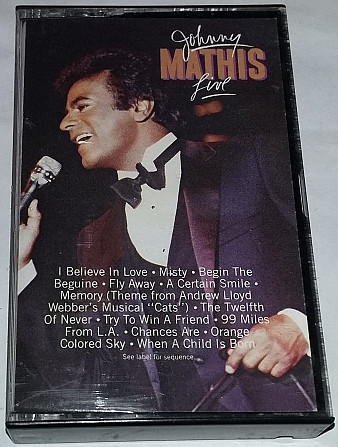 Johnny
MATHIS
Live
I Believe In Love • Misty • Begin The
Beguine • Fly Away • A Certain Smile •
Memory (Theme from Andrew Lloyd
Webber's Musical "Cats") • The Twelfth
Of Never • Try To Win A Friend • 99 Miles
From L.A. • Chances Are • Orange
Colored Sky • When A Child Is Born
See label for sequence.